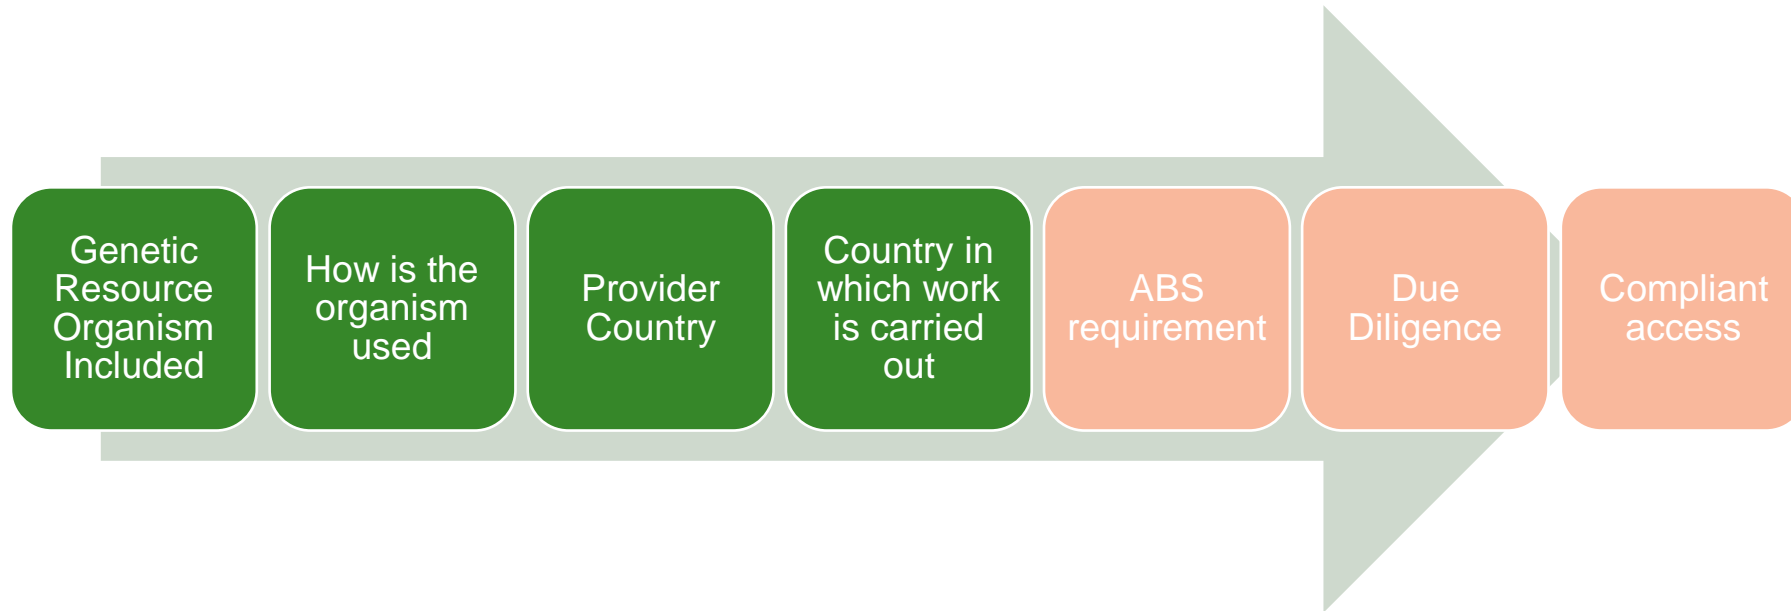 Genetic
Resource
Organism
Included
How is the
organism
used
Provider
Country
Country in
which work
is carried
out
ABS
requirement
Due
Diligence
Compliant
access